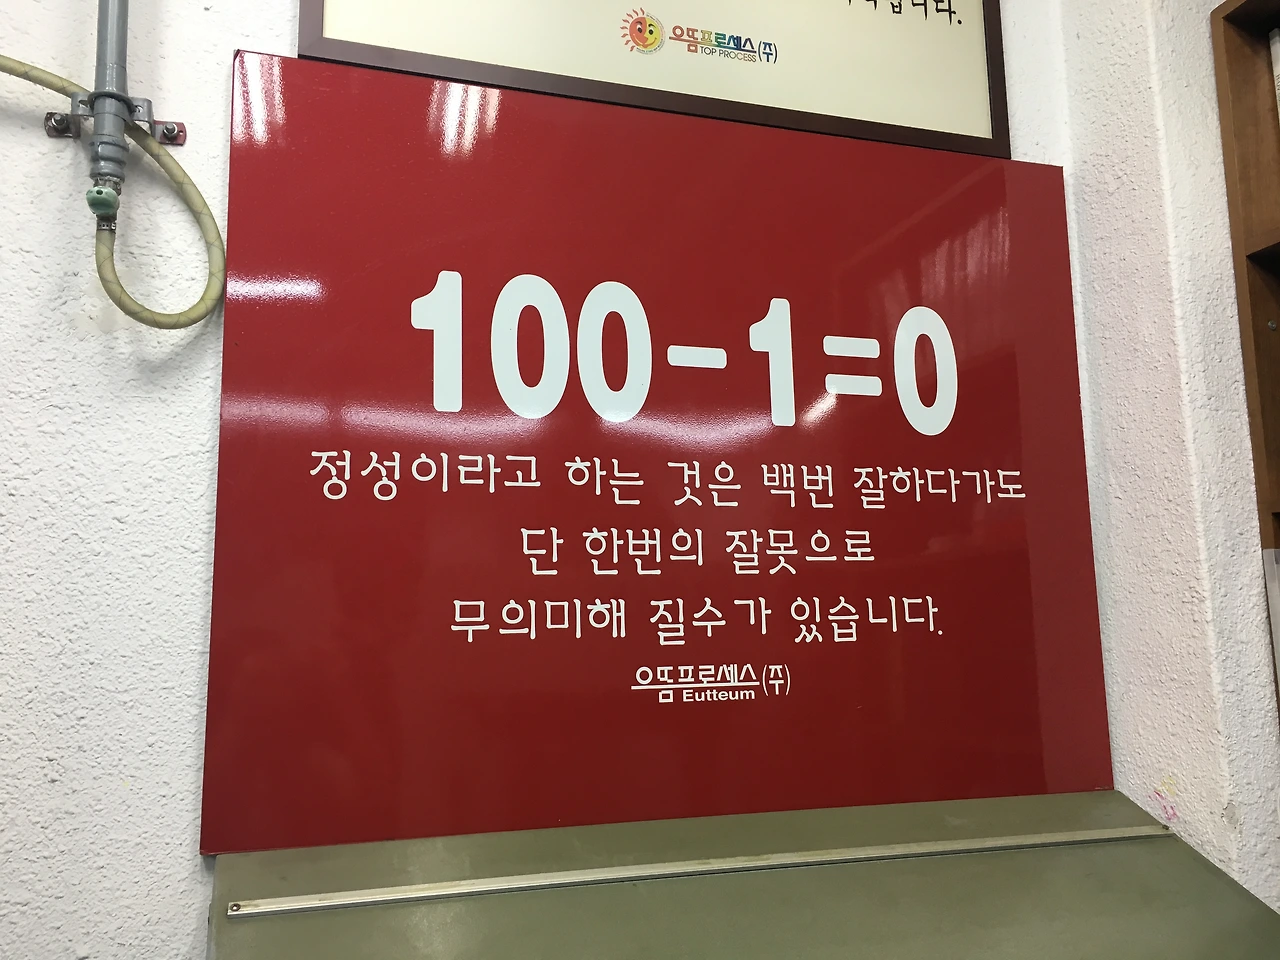 니다.
으뜸프로세스(주)
TOP PROCESS
100-1=0
정성이라고 하는 것은 백번 잘하다가도
단 한번의 잘못으로
무의미해 질수가 있습니다.
으뜸프로세스(주)
Eutteum